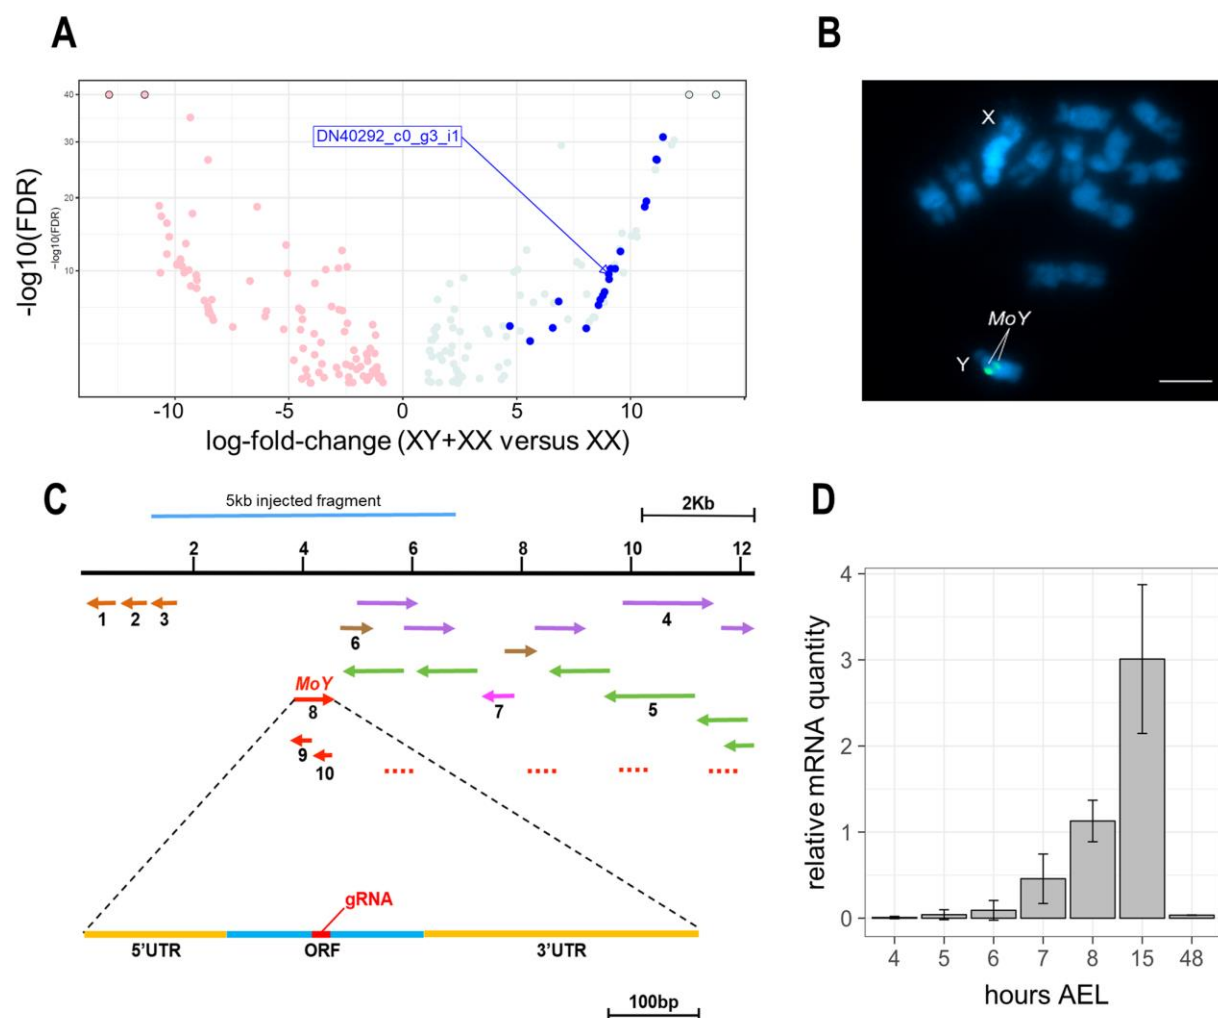 A
40
30
20
10
-log10(FDR)
−log10(FDR)
DN40292_c0_g3_i1
-10 -5 0 5 10
log-fold-change (XY+XX versus XX)
B
X
MoY
Y
C
5kb injected fragment
2Kb
2 4 6 8 10 12
1 2 3
4
6
MoY
8
7
5
9
10
gRNA
5'UTR ORF 3'UTR
100bp
D
4
3
2
1
0
relative mRNA quantity
4 5 6 7 8 15 48
hours AEL